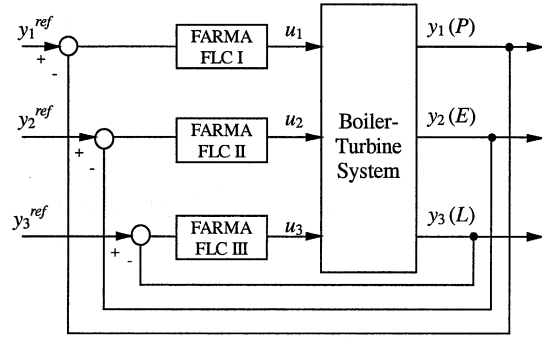 y₁ʳᵉᶠ
+
-
FARMA
FLC I
u₁
y₁ (P)
y₂ʳᵉᶠ
+
-
FARMA
FLC II
u₂
Boiler-
Turbine
System
y₂ (E)
y₃ʳᵉᶠ
+
-
FARMA
FLC III
u₃
y₃ (L)